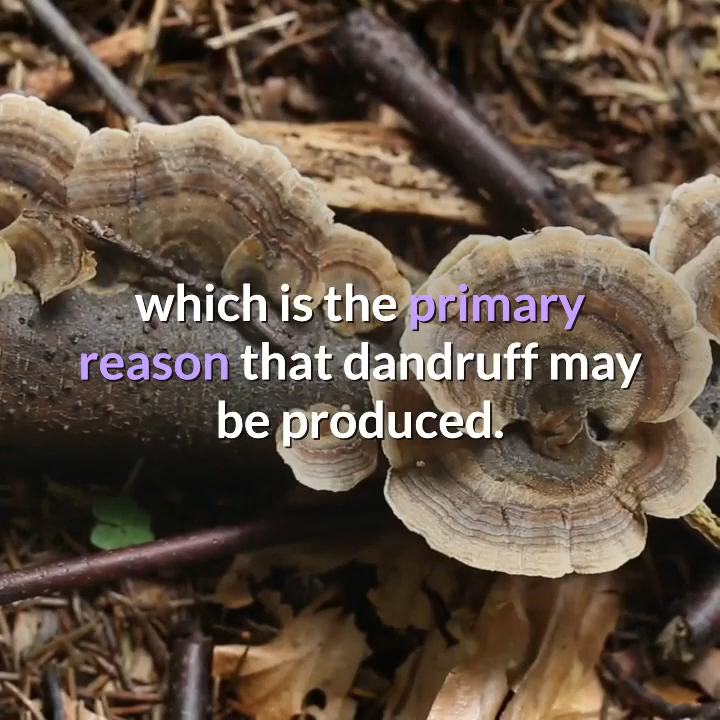 which is the primary
reason that dandruff may
be produced.